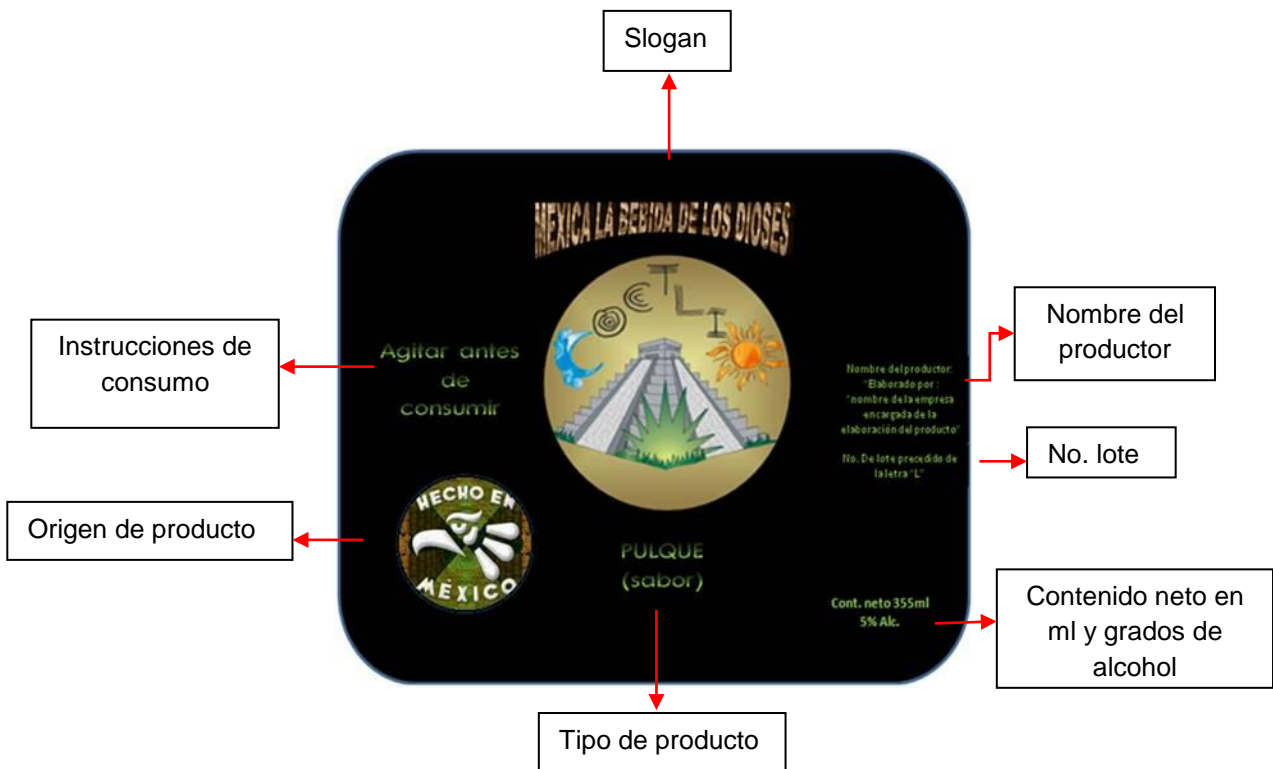 Slogan
MEXICA LA BEBIDA DE LOS DIOSES
OCTLI
Instrucciones de
consumo
Agitar antes
de
consumir
Nombre del
productor
Nombre del productor:
"Elaborado por :
"nombre de la empresa
encargada de la
elaboración del producto"
No. De lote precedido de
la letra "L"
No. lote
Origen de producto
HECHO EN
MÉXICO
PULQUE
(sabor)
Cont. neto 355ml
5% Alc.
Contenido neto en
ml y grados de
alcohol
Tipo de producto